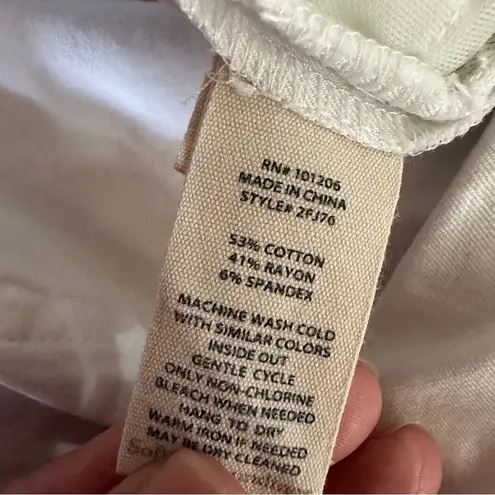 RN# 101206
MADE IN CHINA
STYLE# 2FJ76
53% COTTON
41% RAYON
6% SPANDEX
MACHINE WASH COLD
WITH SIMILAR COLORS
INSIDE OUT
GENTLE CYCLE
ONLY NON-CHLORINE
BLEACH WHEN NEEDED
HANG TO DRY
WARM IRON IF NEEDED
MAY BE DRY CLEANED